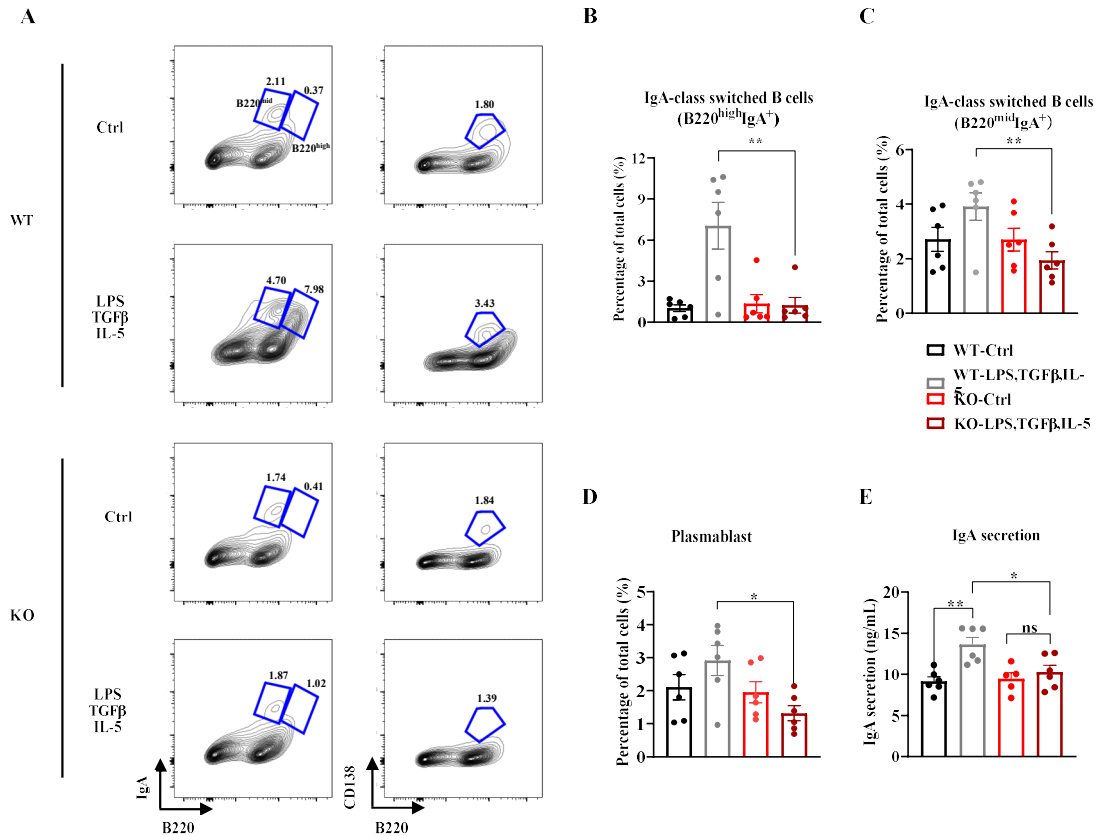 A
WT
Ctrl
2.11
0.37
B220mid
B220high
1.80
LPS
TGFβ
IL-5
4.70
7.98
3.43
KO
Ctrl
1.74
0.41
1.84
LPS
TGFβ
IL-5
1.87
1.02
1.39
IgA
B220
CD138
B220
B
IgA-class switched B cells
(B220highIgA+)
Percentage of total cells (%)
12
9
6
3
0
**
C
IgA-class switched B cells
(B220midIgA+)
Percentage of total cells (%)
6
4
2
0
**
WT-Ctrl
WT-LPS,TGFβ,IL-
5
KO-Ctrl
KO-LPS,TGFβ,IL-5
D
Plasmablast
Percentage of total cells (%)
5
4
3
2
1
0
*
E
IgA secretion
IgA secretion (ng/mL)
20
15
10
5
0
**
*
ns